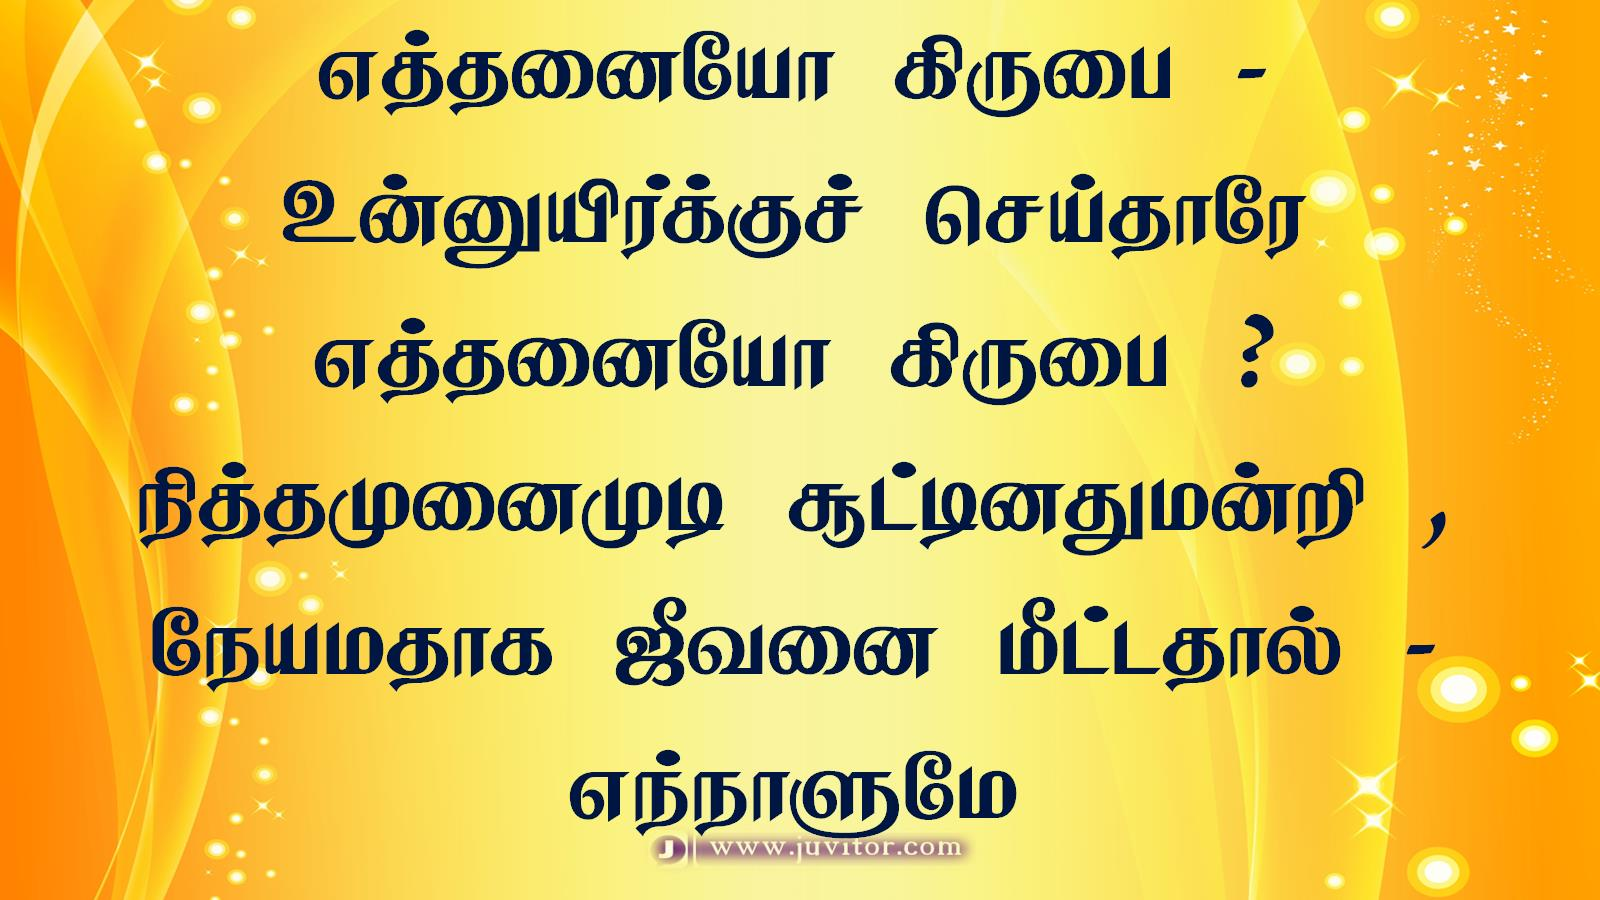 எத்தனையோ கிருபை -
உன்னுயிர்க்குச் செய்தாரே
எத்தனையோ கிருபை ?
நித்தமுனைமுடி சூட்டினதுமன்றி ,
நேயமதாக ஜீவனை மீட்டதால் -
எந்நாளுமே
J www.juvitor.com